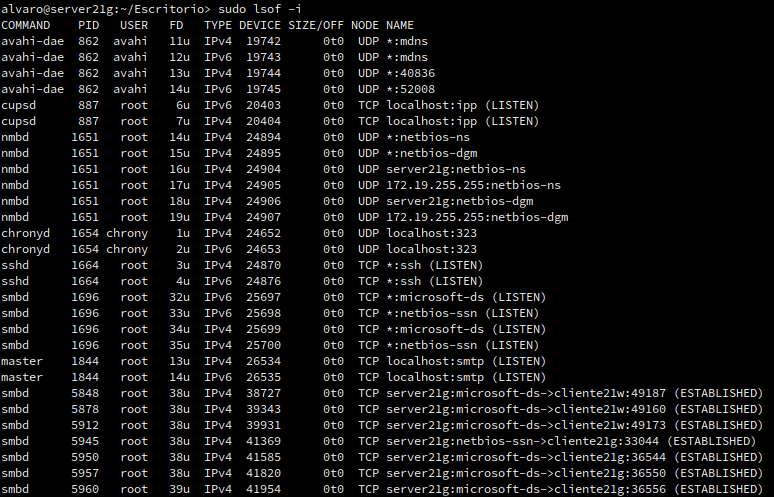 alvaro@server21g:~/Escritorio> sudo lsof -i
COMMAND PID USER FD TYPE DEVICE SIZE/OFF NODE NAME
avahi-dae 862 avahi 11u IPv4 19742 0t0 UDP *:mdns
avahi-dae 862 avahi 12u IPv6 19743 0t0 UDP *:mdns
avahi-dae 862 avahi 13u IPv4 19744 0t0 UDP *:40836
avahi-dae 862 avahi 14u IPv6 19745 0t0 UDP *:52008
cupsd 887 root 6u IPv6 20403 0t0 TCP localhost:ipp (LISTEN)
cupsd 887 root 7u IPv4 20404 0t0 TCP localhost:ipp (LISTEN)
nmbd 1651 root 14u IPv4 24894 0t0 UDP *:netbios-ns
nmbd 1651 root 15u IPv4 24895 0t0 UDP *:netbios-dgm
nmbd 1651 root 16u IPv4 24904 0t0 UDP server21g:netbios-ns
nmbd 1651 root 17u IPv4 24905 0t0 UDP 172.19.255.255:netbios-ns
nmbd 1651 root 18u IPv4 24906 0t0 UDP server21g:netbios-dgm
nmbd 1651 root 19u IPv4 24907 0t0 UDP 172.19.255.255:netbios-dgm
chronyd 1654 chrony 1u IPv4 24652 0t0 UDP localhost:323
chronyd 1654 chrony 2u IPv6 24653 0t0 UDP localhost:323
sshd 1664 root 3u IPv4 24870 0t0 TCP *:ssh (LISTEN)
sshd 1664 root 4u IPv6 24876 0t0 TCP *:ssh (LISTEN)
smbd 1696 root 32u IPv6 25697 0t0 TCP *:microsoft-ds (LISTEN)
smbd 1696 root 33u IPv6 25698 0t0 TCP *:netbios-ssn (LISTEN)
smbd 1696 root 34u IPv4 25699 0t0 TCP *:microsoft-ds (LISTEN)
smbd 1696 root 35u IPv4 25700 0t0 TCP *:netbios-ssn (LISTEN)
master 1844 root 13u IPv4 26534 0t0 TCP localhost:smtp (LISTEN)
master 1844 root 14u IPv6 26535 0t0 TCP localhost:smtp (LISTEN)
smbd 5848 root 38u IPv4 38727 0t0 TCP server21g:microsoft-ds->cliente21w:49187 (ESTABLISHED)
smbd 5878 root 38u IPv4 39343 0t0 TCP server21g:microsoft-ds->cliente21w:49160 (ESTABLISHED)
smbd 5912 root 38u IPv4 39931 0t0 TCP server21g:microsoft-ds->cliente21w:49173 (ESTABLISHED)
smbd 5945 root 38u IPv4 41369 0t0 TCP server21g:netbios-ssn->cliente21g:33044 (ESTABLISHED)
smbd 5950 root 38u IPv4 41585 0t0 TCP server21g:microsoft-ds->cliente21g:36544 (ESTABLISHED)
smbd 5957 root 38u IPv4 41820 0t0 TCP server21g:microsoft-ds->cliente21g:36550 (ESTABLISHED)
smbd 5960 root 39u IPv4 41954 0t0 TCP server21g:microsoft-ds->cliente21g:36556 (ESTABLISHED)